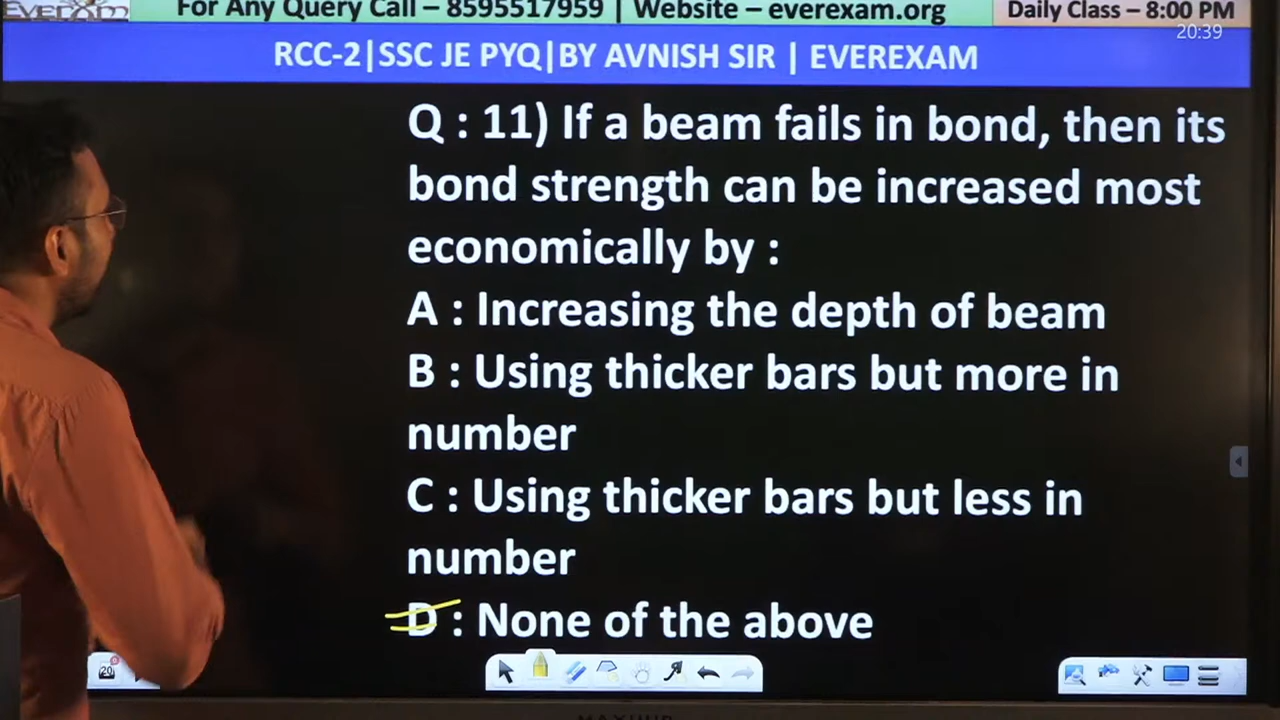 For Any Query Call – 8595517959 | Website – everexam.org
Daily Class – 8:00 PM
20:39
RCC-2|SSC JE PYQ|BY AVNISH SIR | EVEREXAM
Q : 11) If a beam fails in bond, then its
bond strength can be increased most
economically by :
A : Increasing the depth of beam
B : Using thicker bars but more in
number
C : Using thicker bars but less in
number
D : None of the above
20